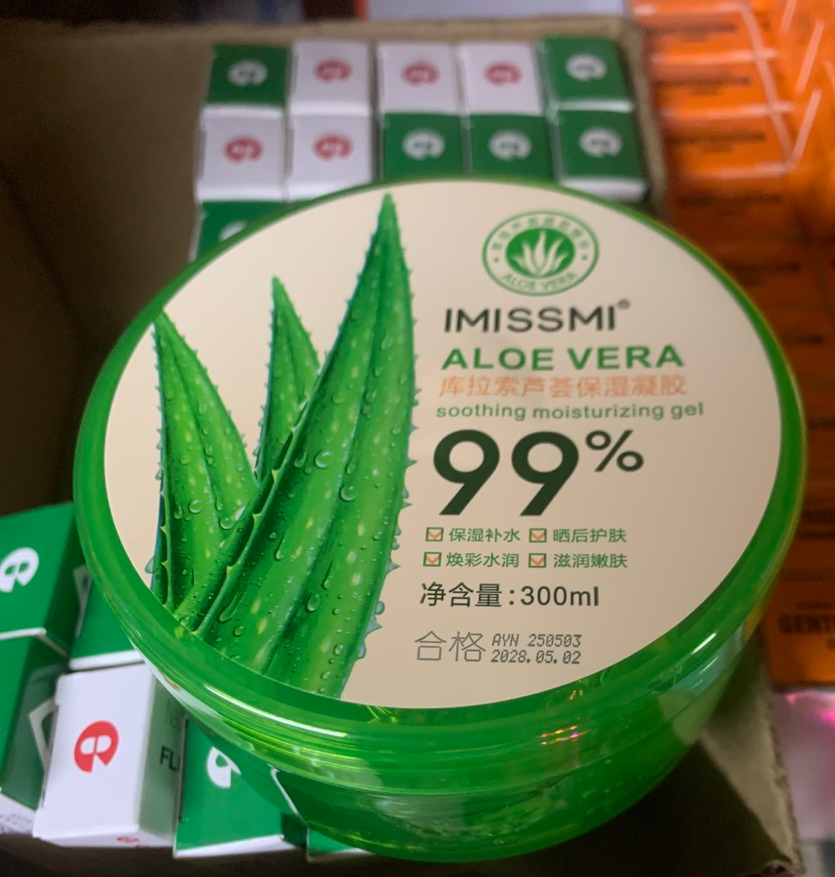 ALOE VERA
IMISSMI®
ALOE VERA
库拉索芦荟保湿凝胶
soothing moisturizing gel
99%
☑ 保湿补水 ☑ 晒后护肤
☑ 焕彩水润 ☑ 滋润嫩肤
净含量:300ml
合格 AYN 250503
2028.05.02
FL